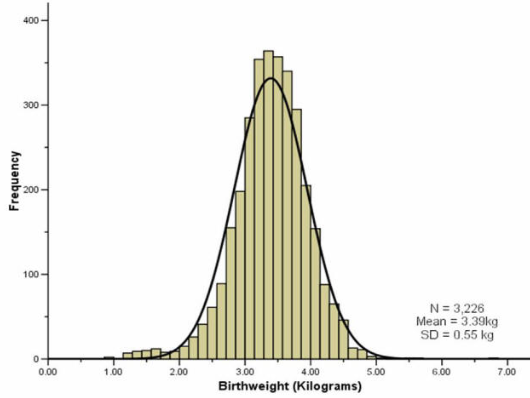 400
300
200
100
0
Frequency
N = 3,226
Mean = 3.39kg
SD = 0.55 kg
0.00 1.00 2.00 3.00 4.00 5.00 6.00 7.00
Birthweight (Kilograms)